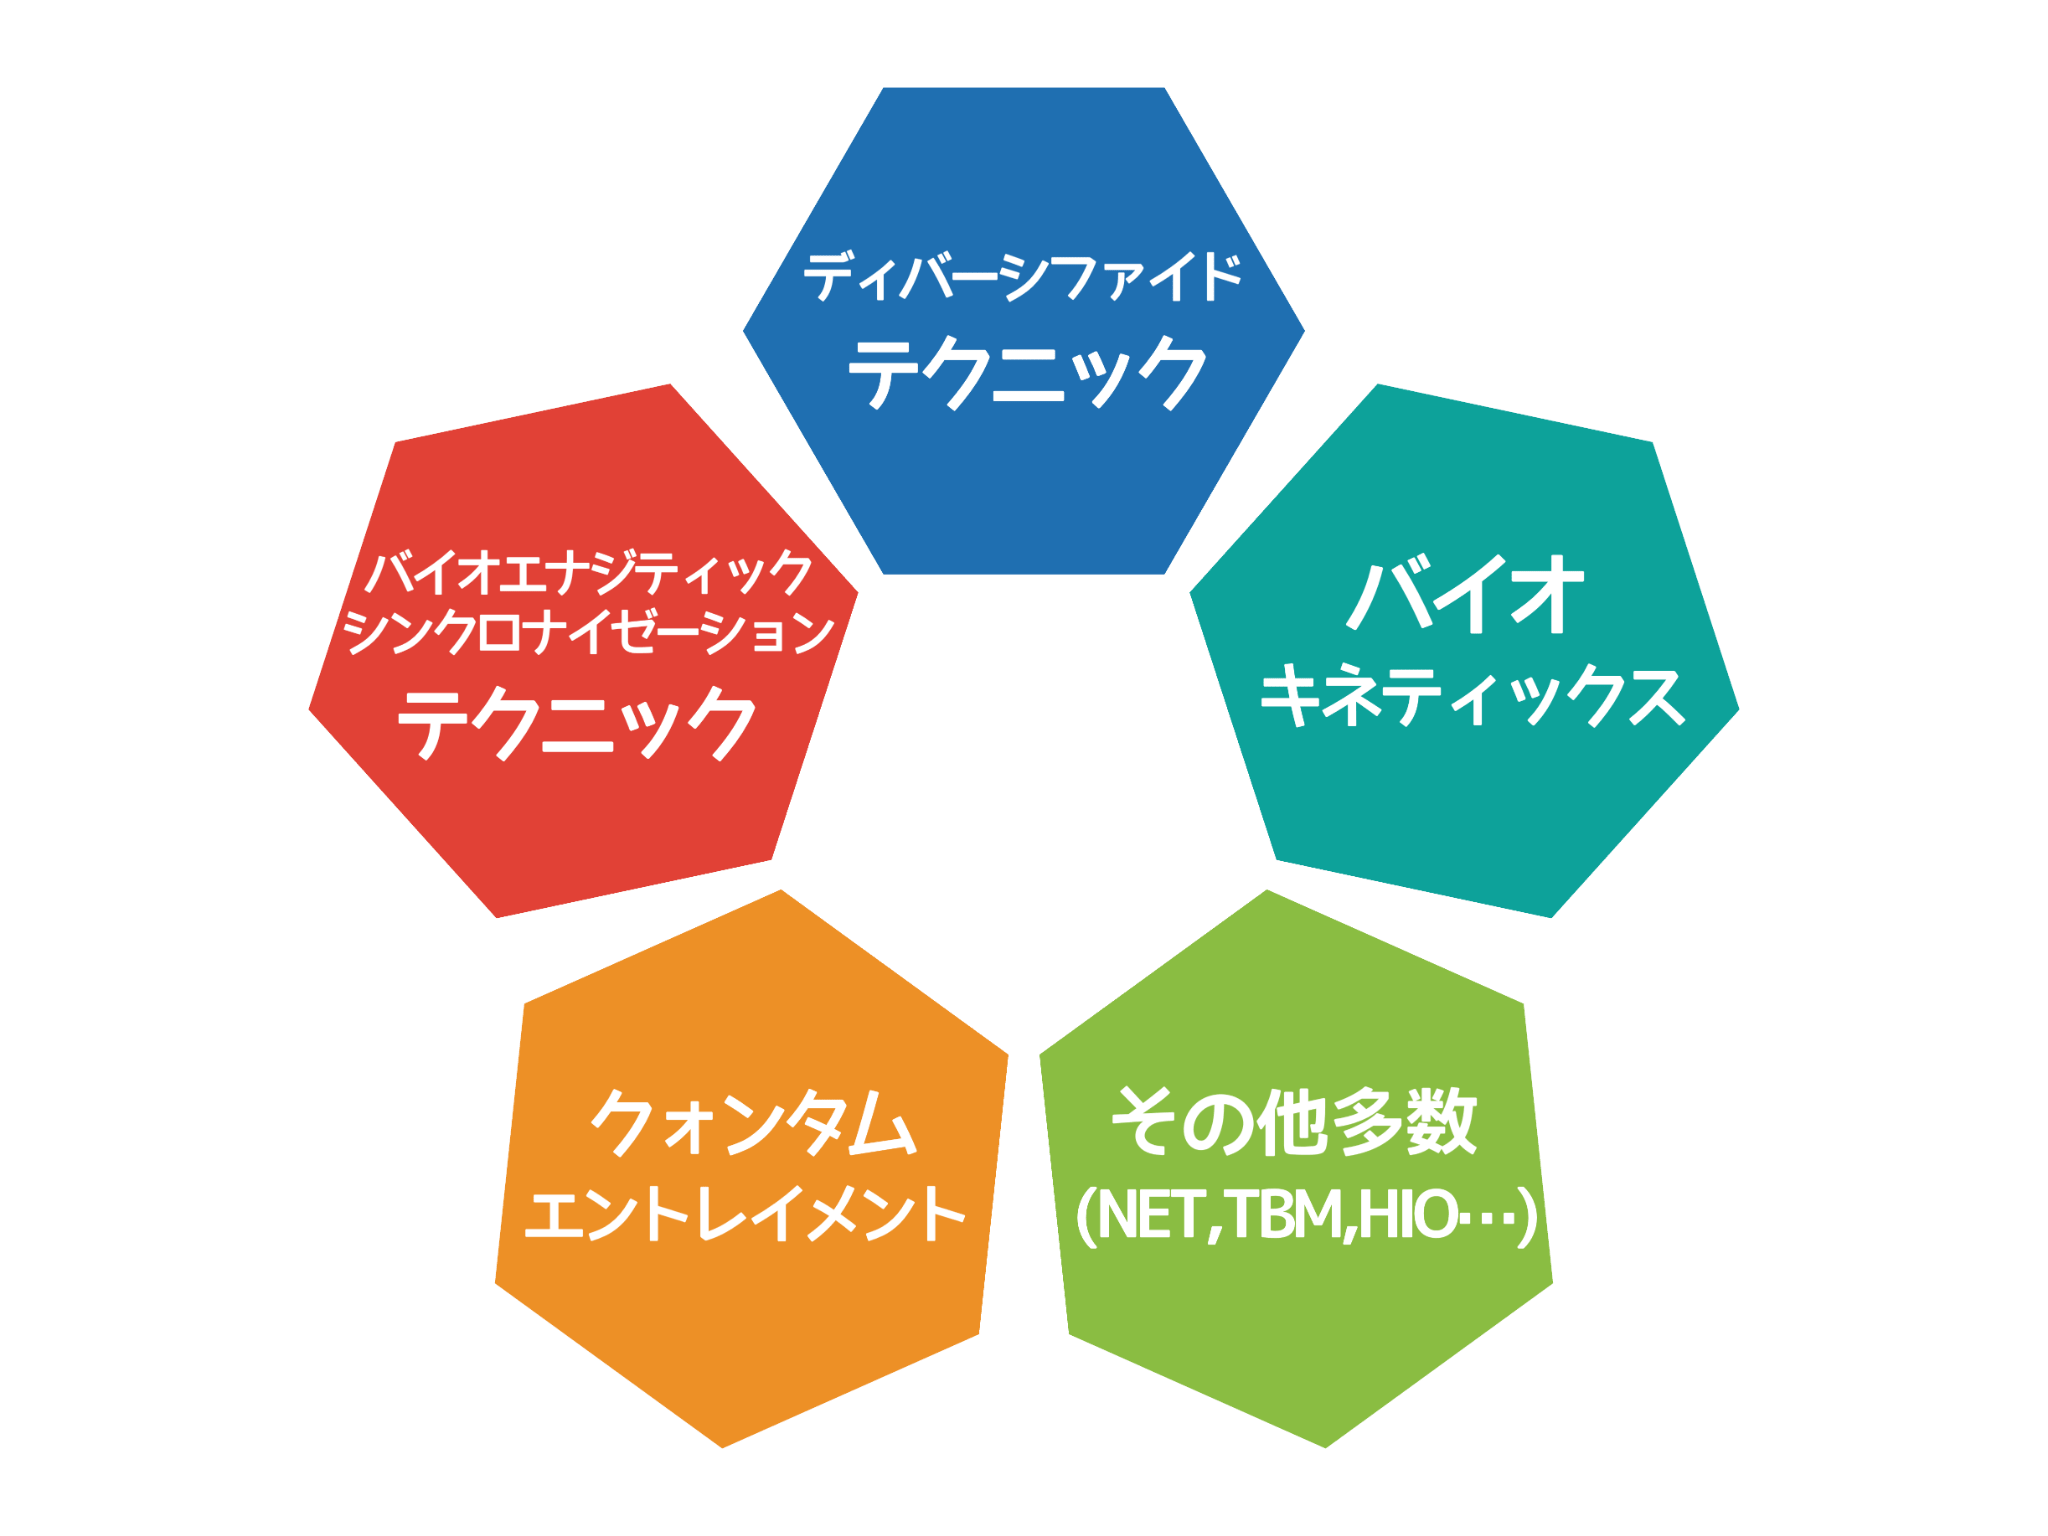 ディバーシファイド
テクニック
バイオエナジティック
シンクロナイゼーション
テクニック
バイオ
キネティックス
クォンタム
エントレイメント
その他多数
(NET,TBM,HIO…)